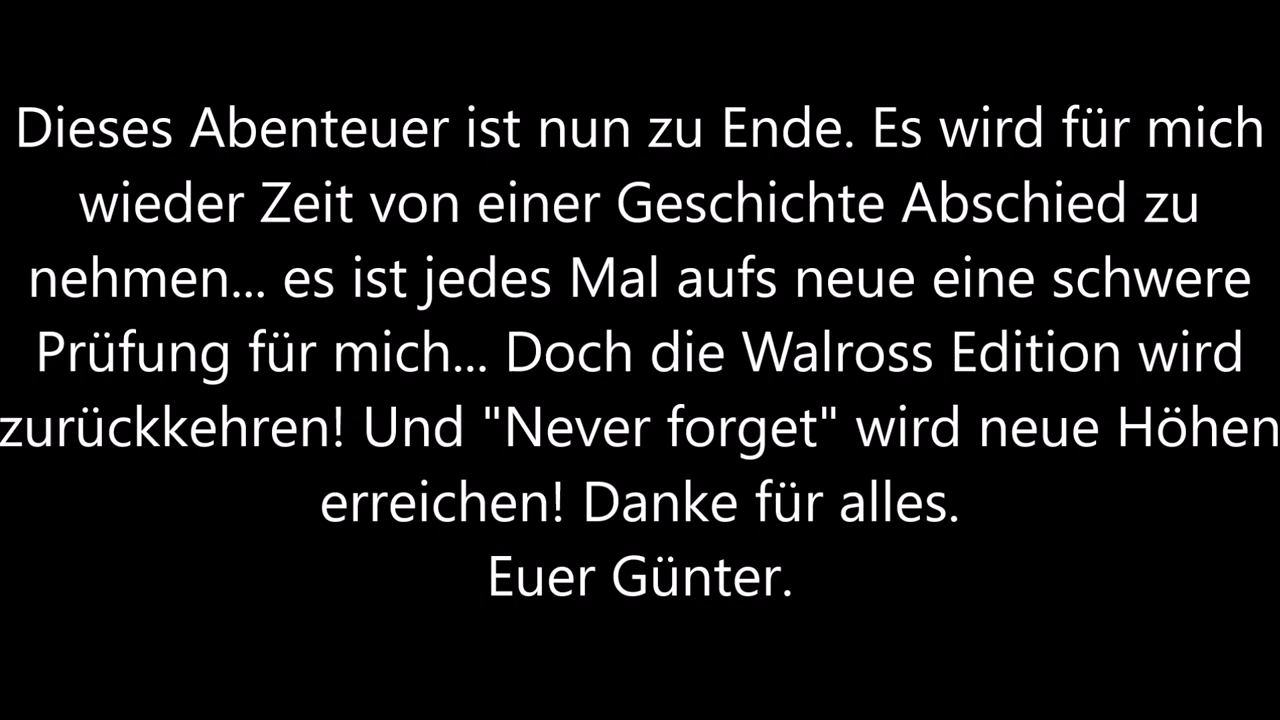 Dieses Abenteuer ist nun zu Ende. Es wird für mich
wieder Zeit von einer Geschichte Abschied zu
nehmen... es ist jedes Mal aufs neue eine schwere
Prüfung für mich... Doch die Walross Edition wird
zurückkehren! Und "Never forget" wird neue Höhen
erreichen! Danke für alles.
Euer Günter.